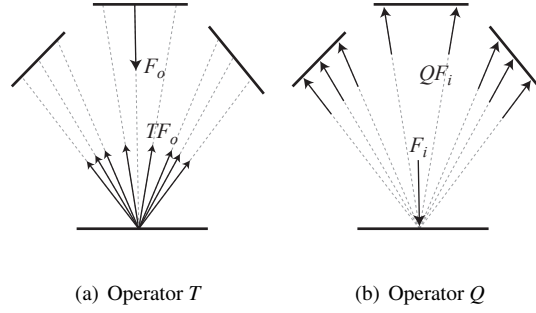 F_o
TF_o
QF_i
F_i
(a) Operator T
(b) Operator Q